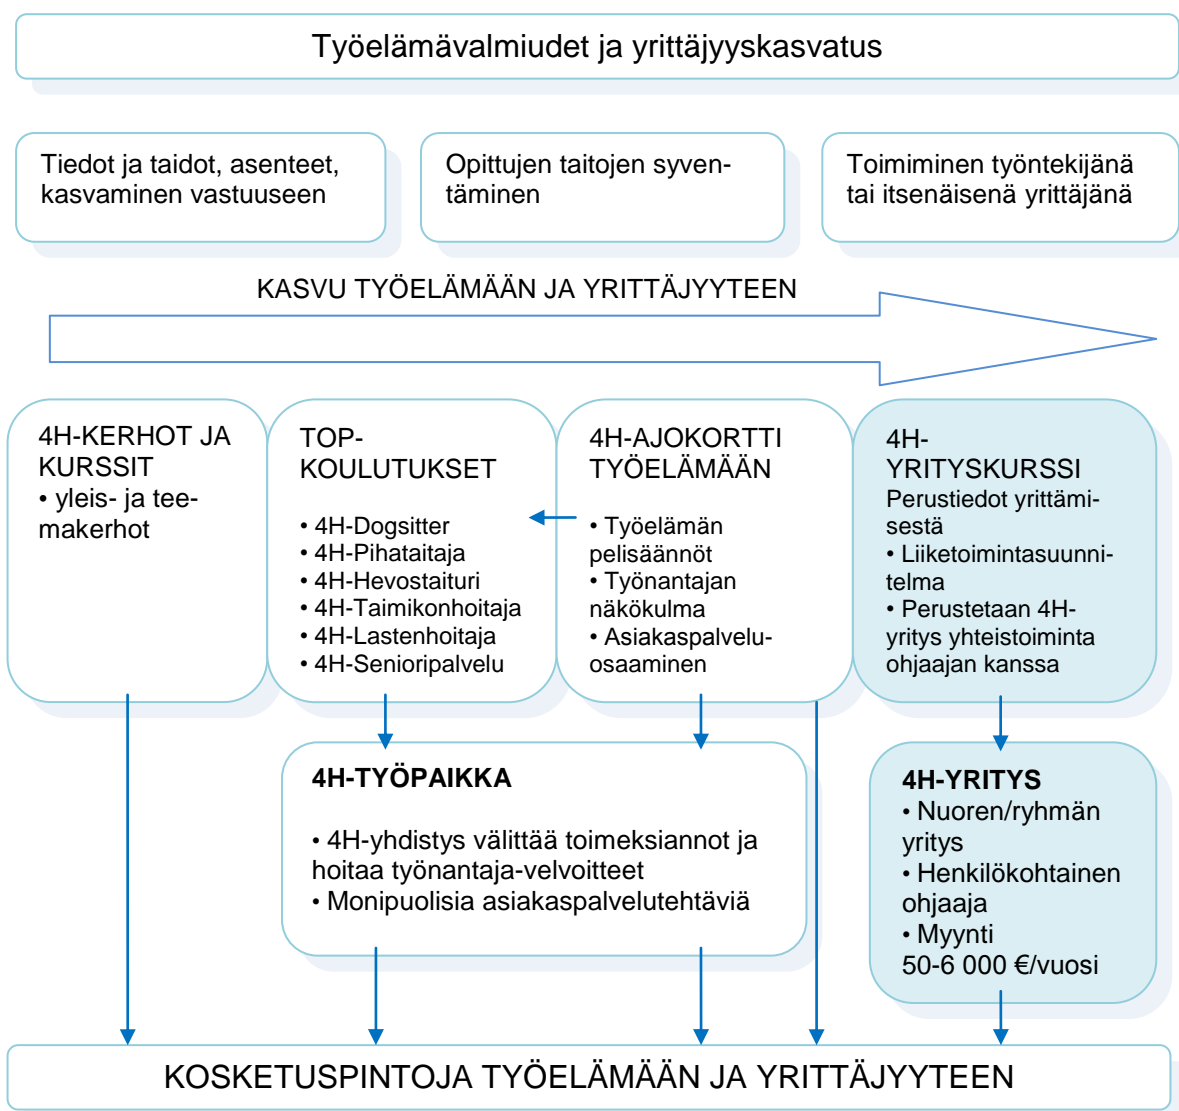 Työelämävalmiudet ja yrittäjyyskasvatus
Tiedot ja taidot, asenteet,
kasvaminen vastuuseen
Opittujen taitojen syven-
täminen
Toimiminen työntekijänä
tai itsenäisenä yrittäjänä
KASVU TYÖELÄMÄÄN JA YRITTÄJYYTEEN
4H-KERHOT JA
KURSSIT
• yleis- ja tee-
makerhot
TOP-
KOULUTUKSET
• 4H-Dogsitter
• 4H-Pihataitaja
• 4H-Hevostaituri
• 4H-Taimikonhoitaja
• 4H-Lastenhoitaja
• 4H-Senioripalvelu
4H-AJOKORTTI
TYÖELÄMÄÄN
• Työelämän
pelisäännöt
• Työnantajan
näkökulma
• Asiakaspalvelu-
osaaminen
4H-
YRITYSKURSSI
Perustiedot yrittämi-
sestä
• Liiketoimintasuunni-
telma
• Perustetaan 4H-
yritys yhteistoiminta
ohjaajan kanssa
4H-TYÖPAIKKA
• 4H-yhdistys välittää toimeksiannot ja
hoitaa työnantaja-velvoitteet
• Monipuolisia asiakaspalvelutehtäviä
4H-YRITYS
• Nuoren/ryhmän
yritys
• Henkilökohtainen
ohjaaja
• Myynti
50-6 000 €/vuosi
KOSKETUSPINTOJA TYÖELÄMÄÄN JA YRITTÄJYYTEEN